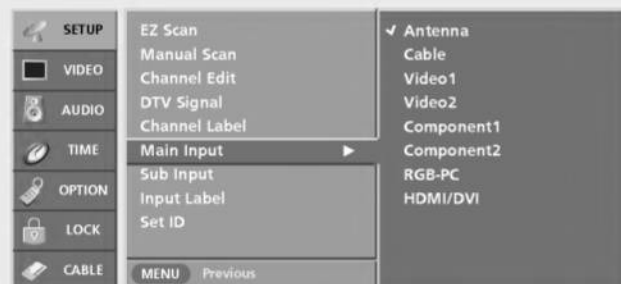 SETUP
VIDEO
AUDIO
TIME
OPTION
LOCK
CABLE
EZ Scan
Manual Scan
Channel Edit
DTV Signal
Channel Label
Main Input ►
Sub Input
Input Label
Set ID
MENU Previous
✓ Antenna
Cable
Video1
Video2
Component1
Component2
RGB-PC
HDMI/DVI